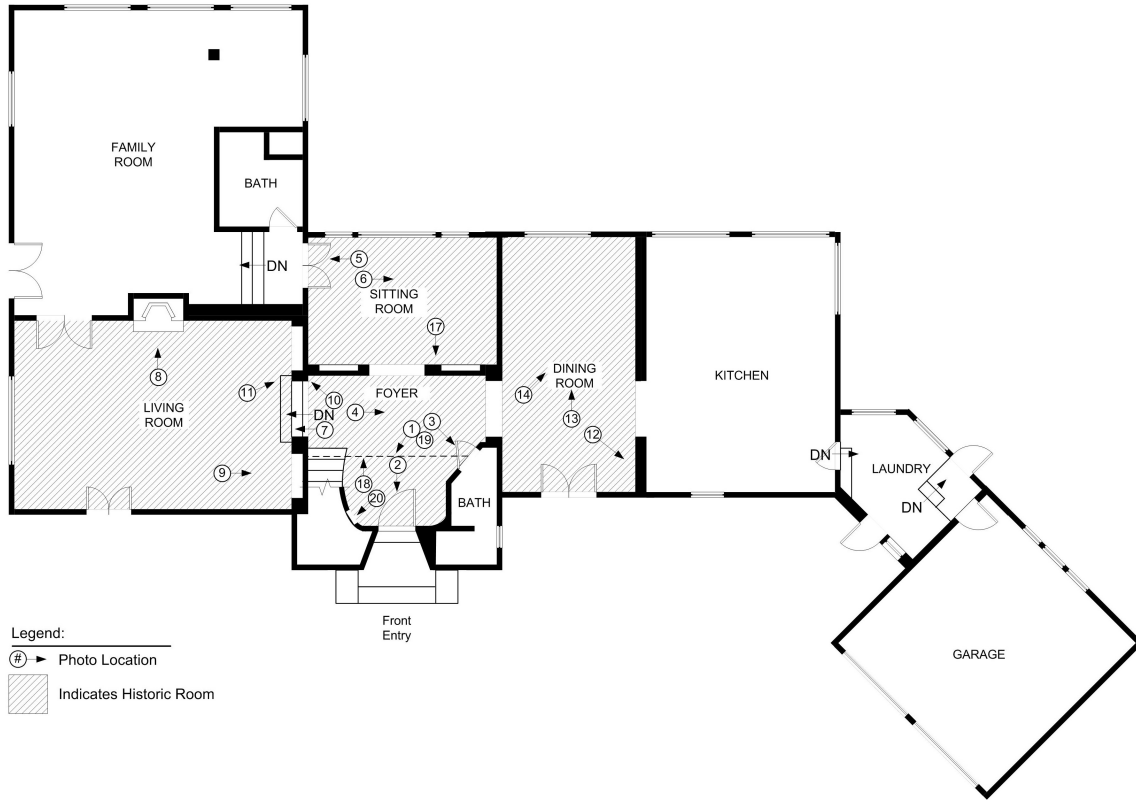 FAMILY
ROOM
BATH
DN
5
6
SITTING
ROOM
17
8
11
LIVING
ROOM
10
DN
7
9
FOYER
4
1
3
19
2
18
20
BATH
DINING
ROOM
14
13
12
KITCHEN
DN
LAUNDRY
DN
GARAGE
Front
Entry
Legend:
# Photo Location
Indicates Historic Room